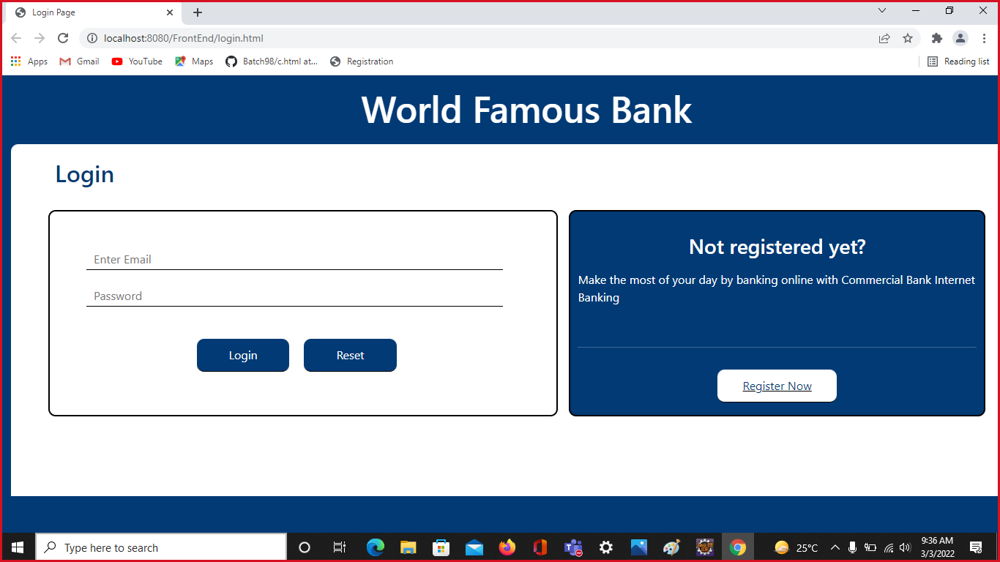 Login Page
localhost:8080/FrontEnd/login.html
Apps Gmail YouTube Maps Batch98/c.html at... Registration Reading list
World Famous Bank
Login
Enter Email
Password
Login Reset
Not registered yet?
Make the most of your day by banking online with Commercial Bank Internet
Banking
Register Now
Type here to search
25°C
9:36 AM
3/3/2022